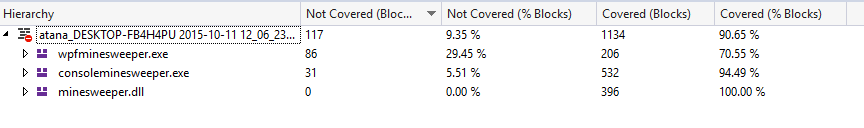 Hierarchy Not Covered (Bloc... Not Covered (% Blocks) Covered (Blocks) Covered (% Blocks)
atana_DESKTOP-FB4H4PU 2015-10-11 12_06_23... 117 9.35 % 1134 90.65 %
wpfminesweeper.exe 86 29.45 % 206 70.55 %
consoleminesweeper.exe 31 5.51 % 532 94.49 %
minesweeper.dll 0 0.00 % 396 100.00 %